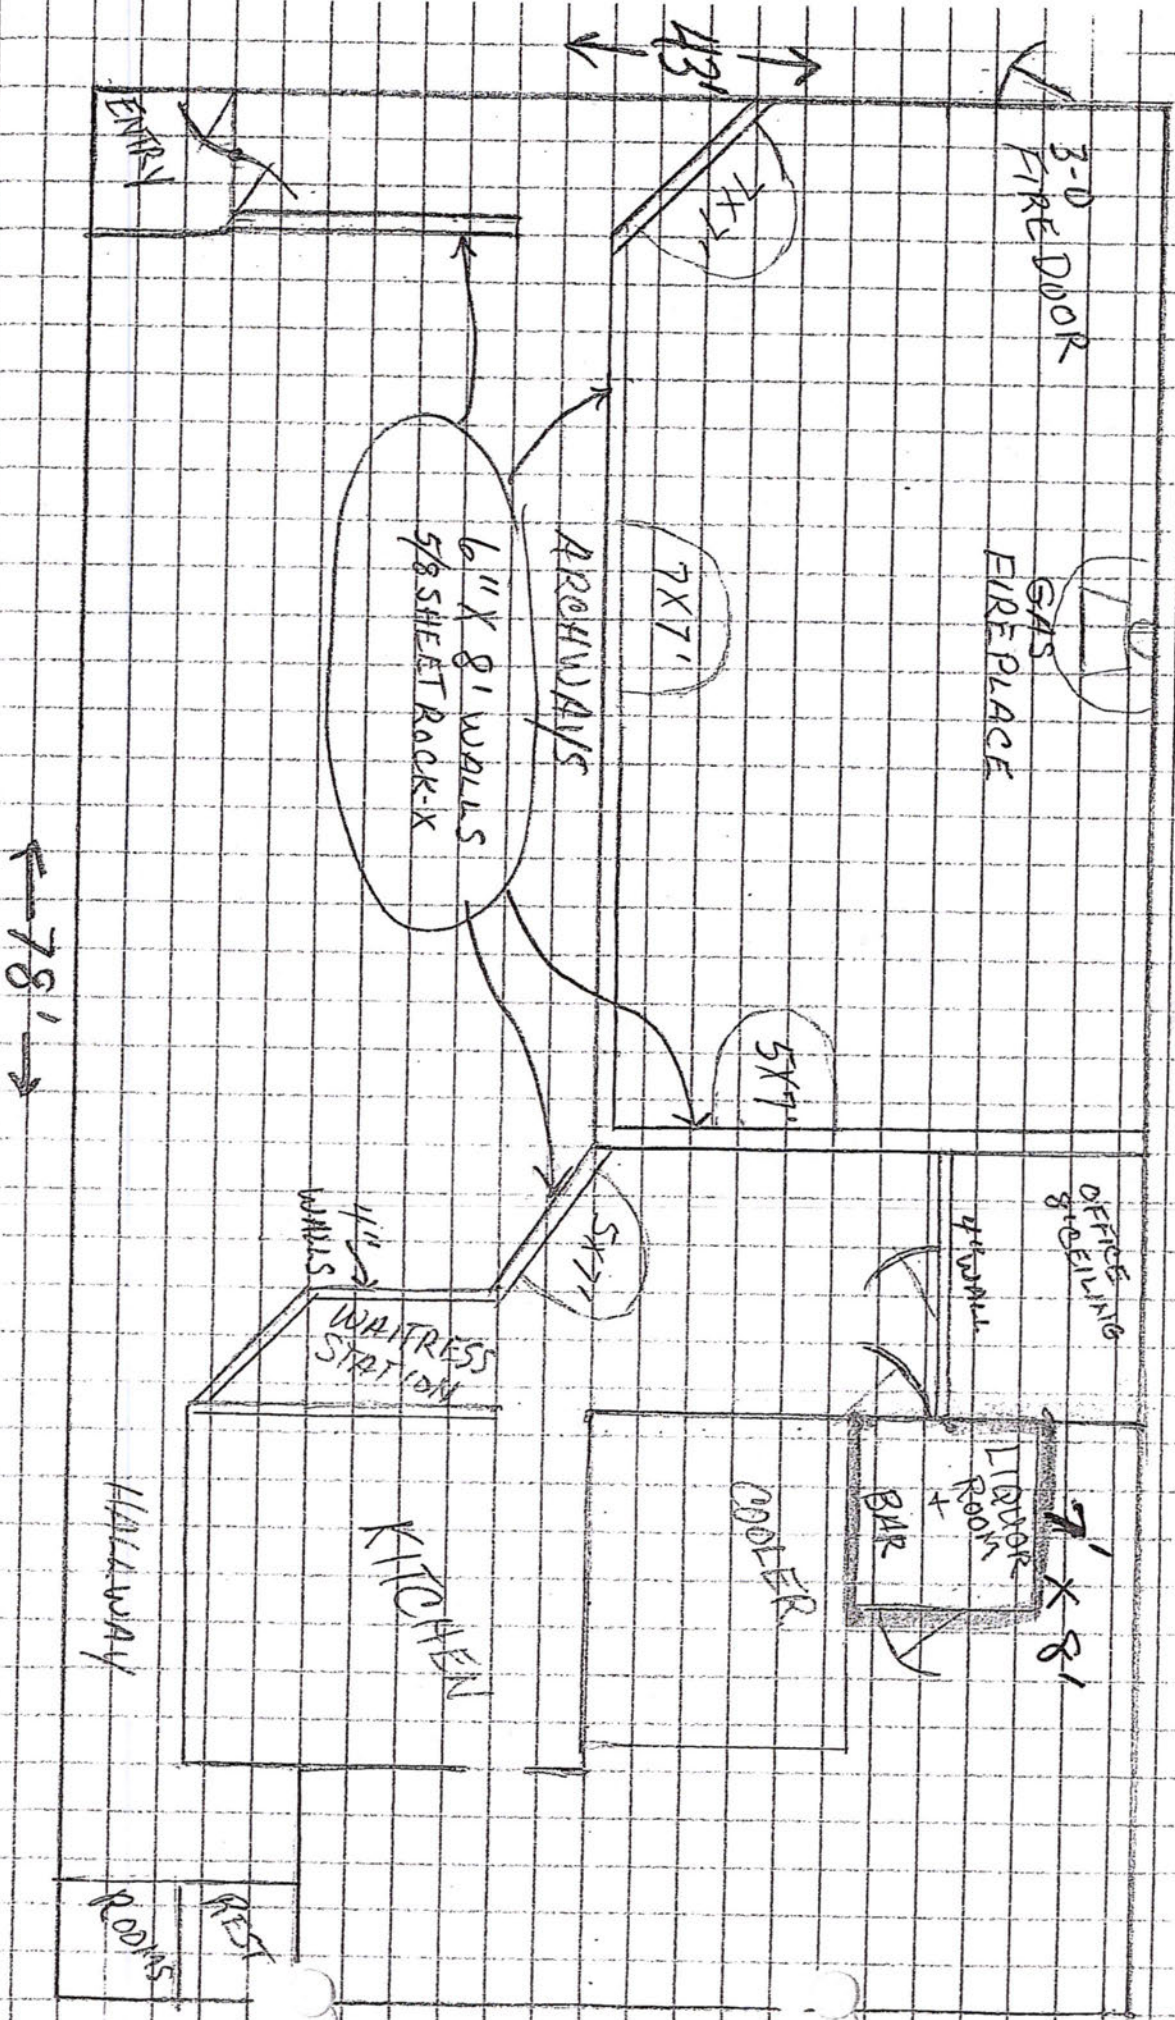 43'
3-0
FIRE DOOR
GAS
FIREPLACE
OFFICE
8' CEILING
4" WALL
7' X 8'
LIQUOR
ROOM
+
BAR
COOLER
7X7'
7X7'
5X7'
5X7'
ARCHWAYS
6" X 8' WALLS
5/8 SHEETROCK-X
ENTRY
4"
WALLS
WAITRESS
STATION
KITCHEN
HALLWAY
REST
ROOMS
78'